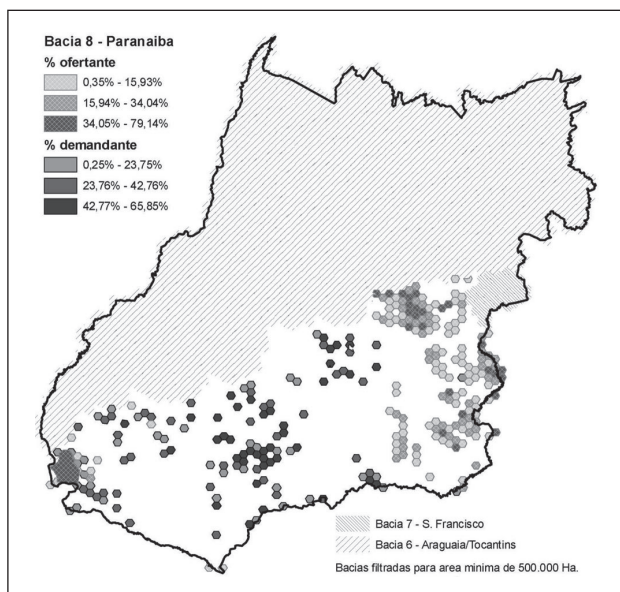 Bacia 8 - Paranaiba
% ofertante
0,35% - 15,93%
15,94% - 34,04%
34,05% - 79,14%
% demandante
0,25% - 23,75%
23,76% - 42,76%
42,77% - 65,85%
Bacia 7 - S. Francisco
Bacia 6 - Araguaia/Tocantins
Bacias filtradas para area minima de 500.000 Ha.